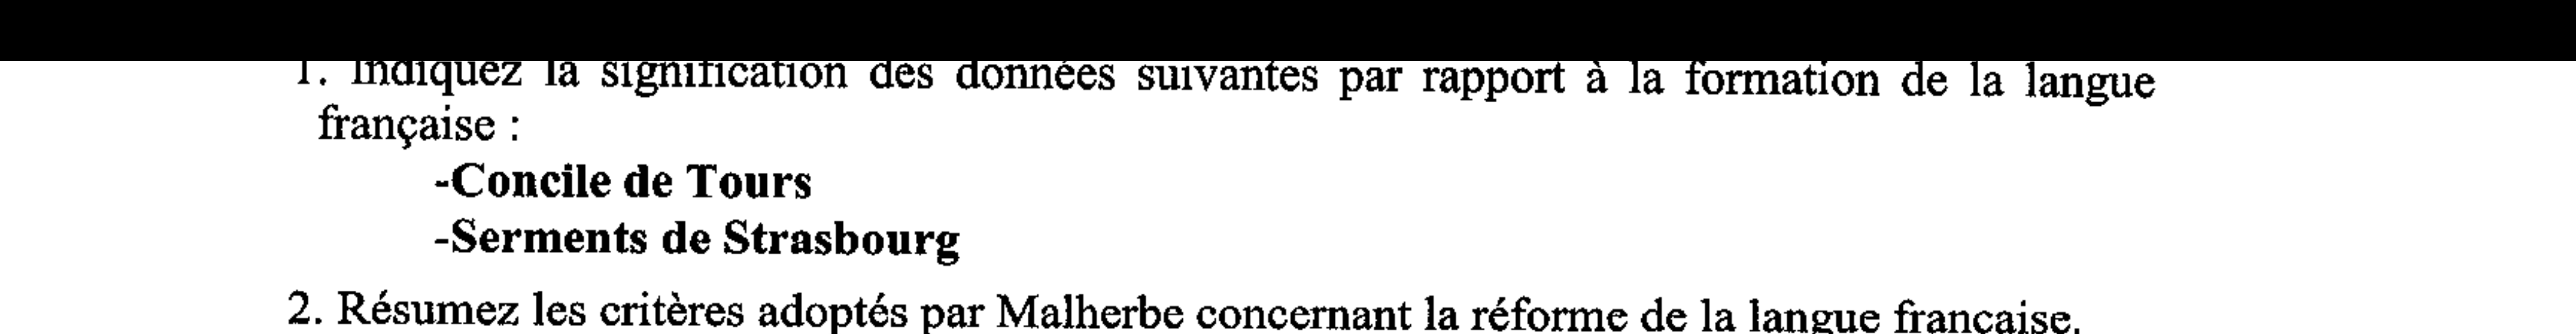 1. Indiquez la signification des données suivantes par rapport à la formation de la langue
française :
-Concile de Tours
-Serments de Strasbourg
2. Résumez les critères adoptés par Malherbe concernant la réforme de la langue française.